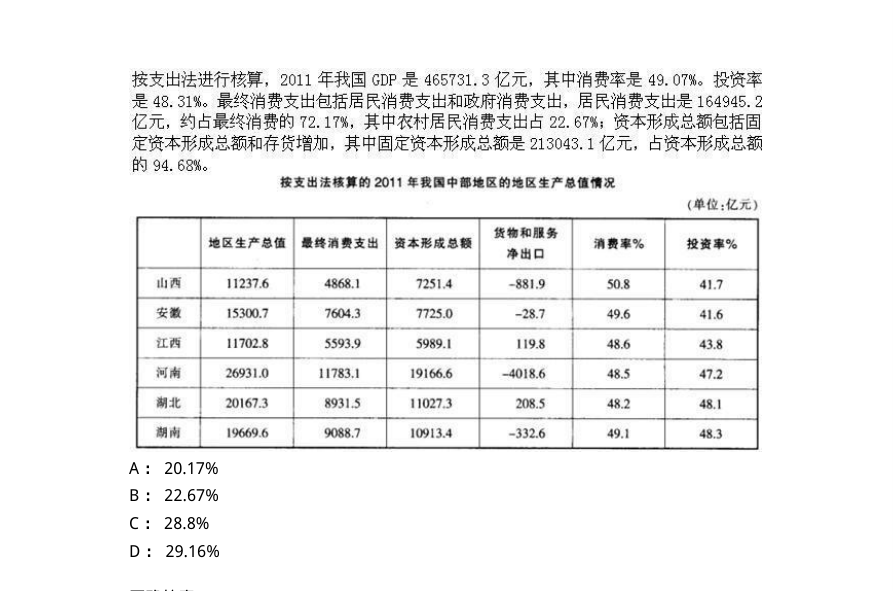 按支出法进行核算，2011 年我国 GDP 是 465731.3 亿元，其中消费率是 49.07%。投资率
是 48.31%。最终消费支出包括居民消费支出和政府消费支出，居民消费支出是 164945.2
亿元，约占最终消费的 72.17%，其中农村居民消费支出占 22.67%；资本形成总额包括固
定资本形成总额和存货增加，其中固定资本形成总额是 213043.1 亿元，占资本形成总额
的 94.68%。
按支出法核算的 2011 年我国中部地区的地区生产总值情况
(单位:亿元)
地区生产总值 最终消费支出 资本形成总额 货物和服务净出口 消费率% 投资率%
山西 11237.6 4868.1 7251.4 -881.9 50.8 41.7
安徽 15300.7 7604.3 7725.0 -28.7 49.6 41.6
江西 11702.8 5593.9 5989.1 119.8 48.6 43.8
河南 26931.0 11783.1 19166.6 -4018.6 48.5 47.2
湖北 20167.3 8931.5 11027.3 208.5 48.2 48.1
湖南 19669.6 9088.7 10913.4 -332.6 49.1 48.3
A： 20.17%
B： 22.67%
C： 28.8%
D： 29.16%